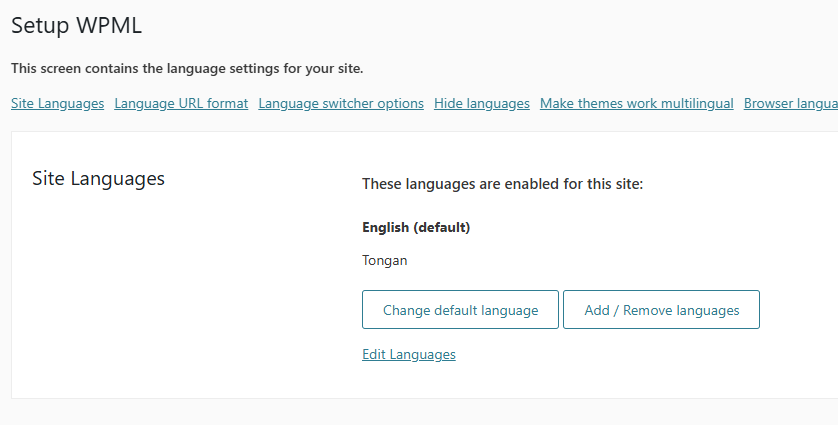 Setup WPML
This screen contains the language settings for your site.
Site Languages Language URL format Language switcher options Hide languages Make themes work multilingual Browser langua
Site Languages
These languages are enabled for this site:
English (default)
Tongan
Change default language Add / Remove languages
Edit Languages